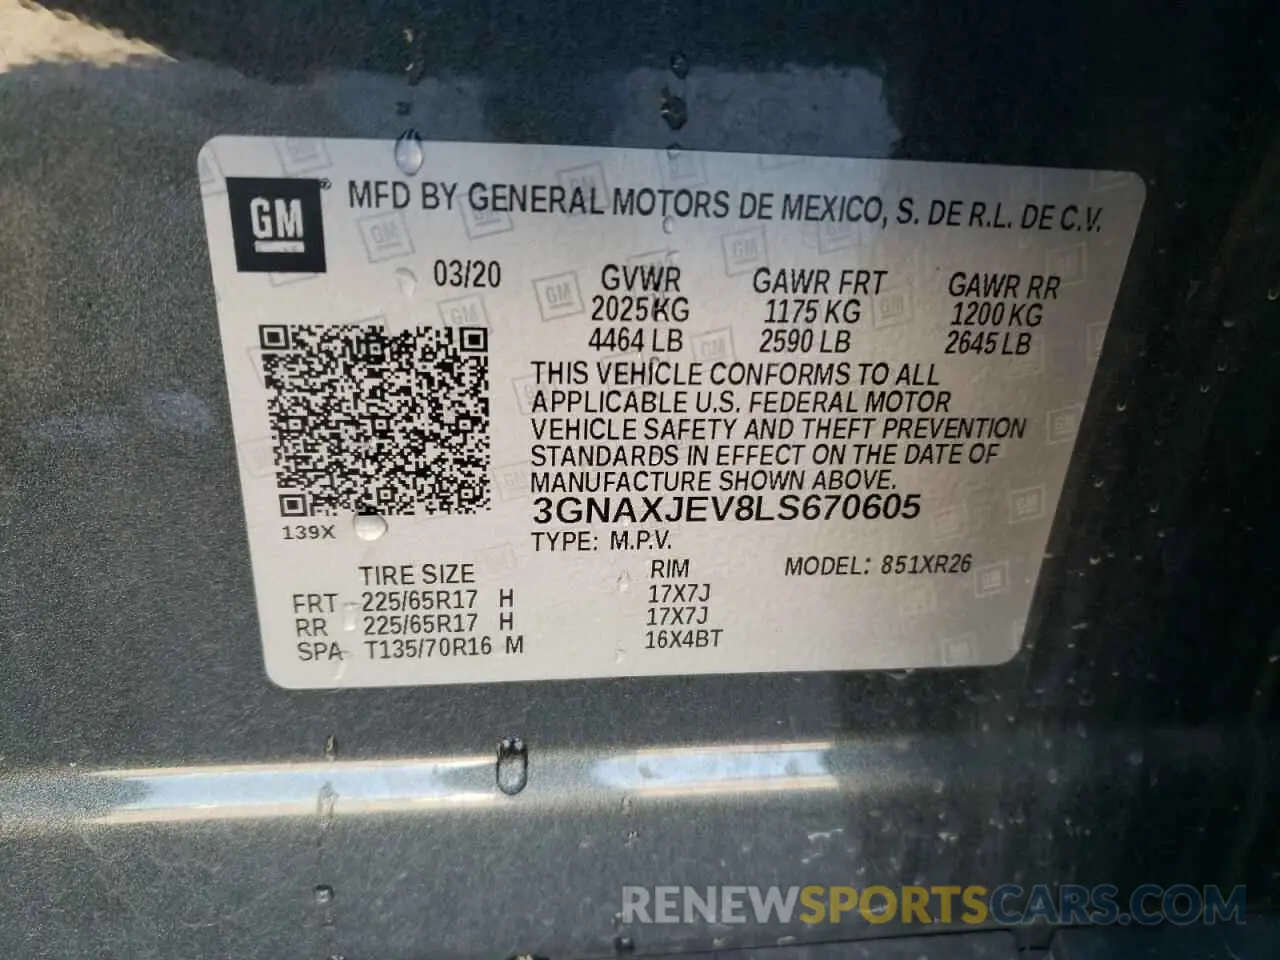 GM ® MFD BY GENERAL MOTORS DE MEXICO, S. DE R.L. DE C.V.
03/20 GVWR GAWR FRT GAWR RR
2025KG 1175 KG 1200 KG
4464 LB 2590 LB 2645 LB
THIS VEHICLE CONFORMS TO ALL
APPLICABLE U.S. FEDERAL MOTOR
VEHICLE SAFETY AND THEFT PREVENTION
STANDARDS IN EFFECT ON THE DATE OF
MANUFACTURE SHOWN ABOVE.
3GNAXJEV8LS670605
139X
TYPE: M.P.V.
TIRE SIZE RIM MODEL: 851XR26
FRT 225/65R17 H 17X7J
RR 225/65R17 H 17X7J
SPA T135/70R16 M 16X4BT
RENEWSPORTSCARS.COM